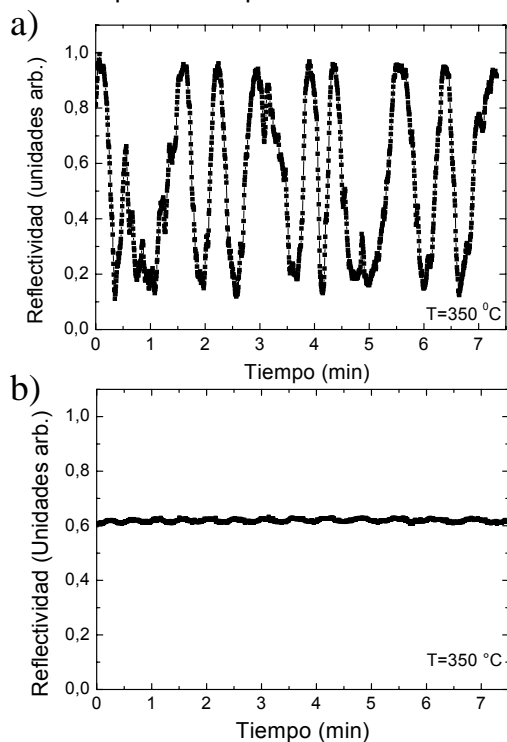 a)
Reflectividad (unidades arb.)
1,0
0,8
0,6
0,4
0,2
0,0
T=350 ⁰C
0 1 2 3 4 5 6 7
Tiempo (min)
b)
Reflectividad (Unidades arb.)
1,0
0,8
0,6
0,4
0,2
0,0
T=350 °C
0 1 2 3 4 5 6 7
Tiempo (min)